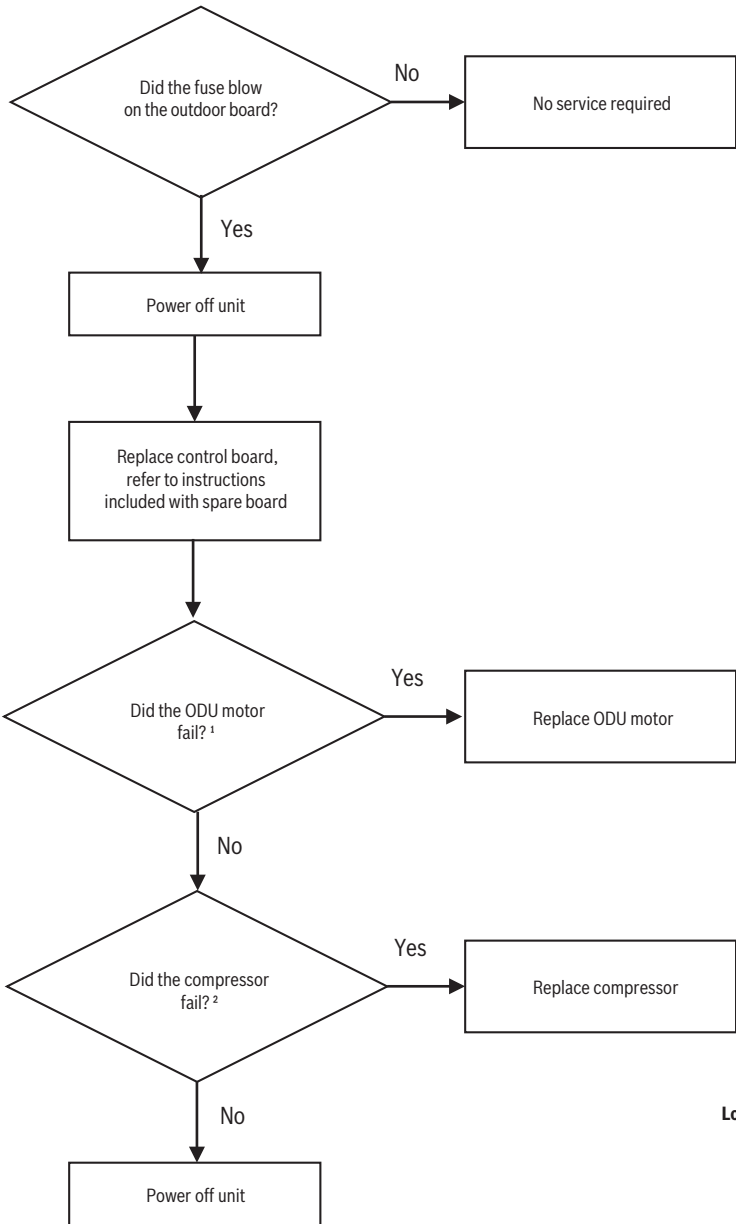 Did the fuse blow
on the outdoor board?
No
No service required
Yes
Power off unit
Replace control board,
refer to instructions
included with spare board
Did the ODU motor
fail? ¹
Yes
Replace ODU motor
No
Did the compressor
fail? ²
Yes
Replace compressor
No
Lo
Power off unit